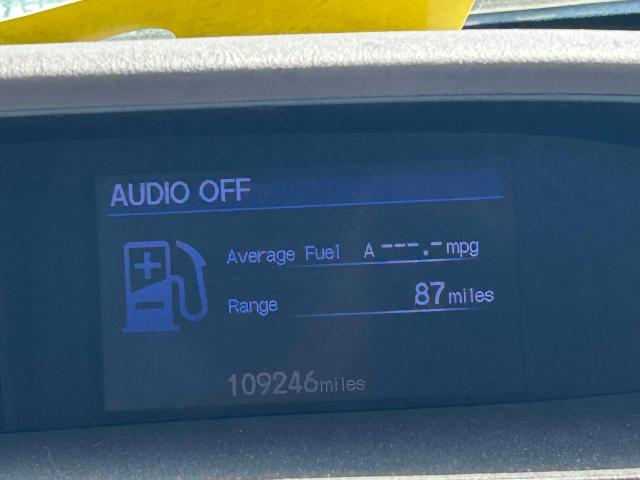 AUDIO OFF
Average Fuel A ---.- mpg
Range 87 miles
109246 miles